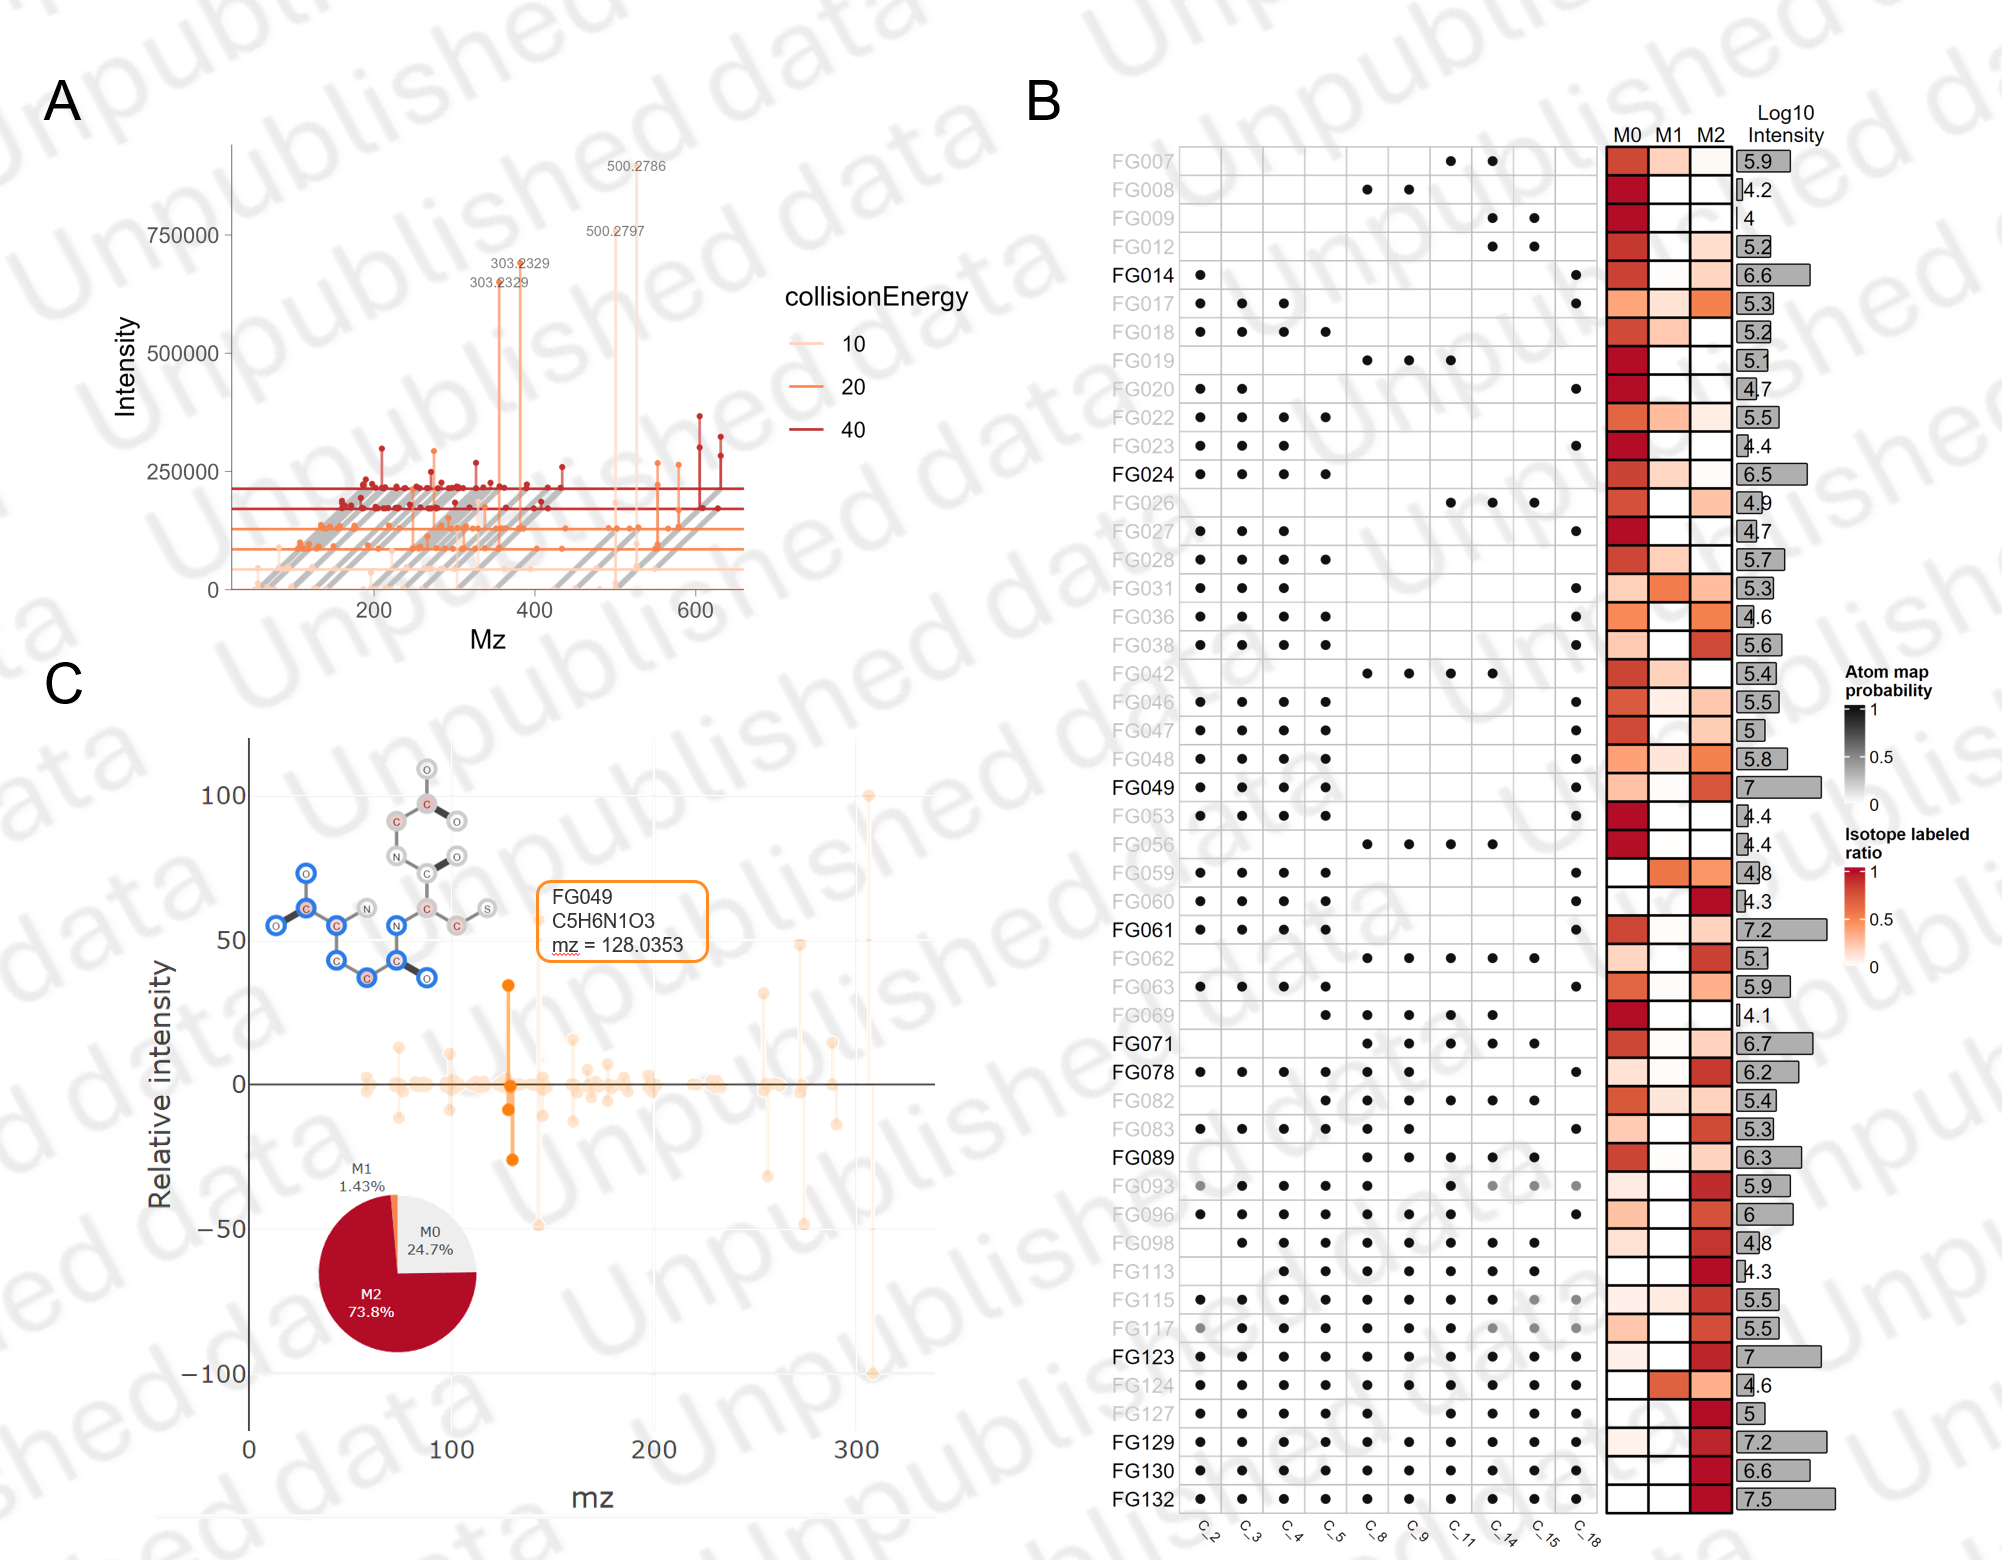 A
500.2786
500.2797
303.2329
303.2329
750000
500000
250000
0
Intensity
200
400
600
Mz
collisionEnergy
10
20
40
B
Log10
Intensity
M0 M1 M2
FG007 5.9
FG008 4.2
FG009 4
FG012 5.2
FG014 6.6
FG017 5.3
FG018 5.2
FG019 5.1
FG020 4.7
FG022 5.5
FG023 4.4
FG024 6.5
FG026 4.9
FG027 4.7
FG028 5.7
FG031 5.3
FG036 4.6
FG038 5.6
FG042 5.4
FG046 5.5
FG047 5
FG048 5.8
FG049 7
FG053 4.4
FG056 4.4
FG059 4.8
FG060 4.3
FG061 7.2
FG062 5.1
FG063 5.9
FG069 4.1
FG071 6.7
FG078 6.2
FG082 5.4
FG083 5.3
FG089 6.3
FG093 5.9
FG096 6
FG098 4.8
FG113 4.3
FG115 5.5
FG117 5.5
FG123 7
FG124 4.6
FG127 5
FG129 7.2
FG130 6.6
FG132 7.5
C_2 C_3 C_4 C_5 C_8 C_9 C_11 C_14 C_15 C_18
Atom map
probability
1
0.5
0
Isotope labeled
ratio
1
0.5
0
C
100
50
0
−50
−100
Relative intensity
O
C
C
O
N
O
O
C
C
N
C
S
O
C
N
C
C
C
C
O
FG049
C5H6N1O3
mz = 128.0353
M1
1.43%
M0
24.7%
M2
73.8%
0
100
200
300
mz
Unpublished data